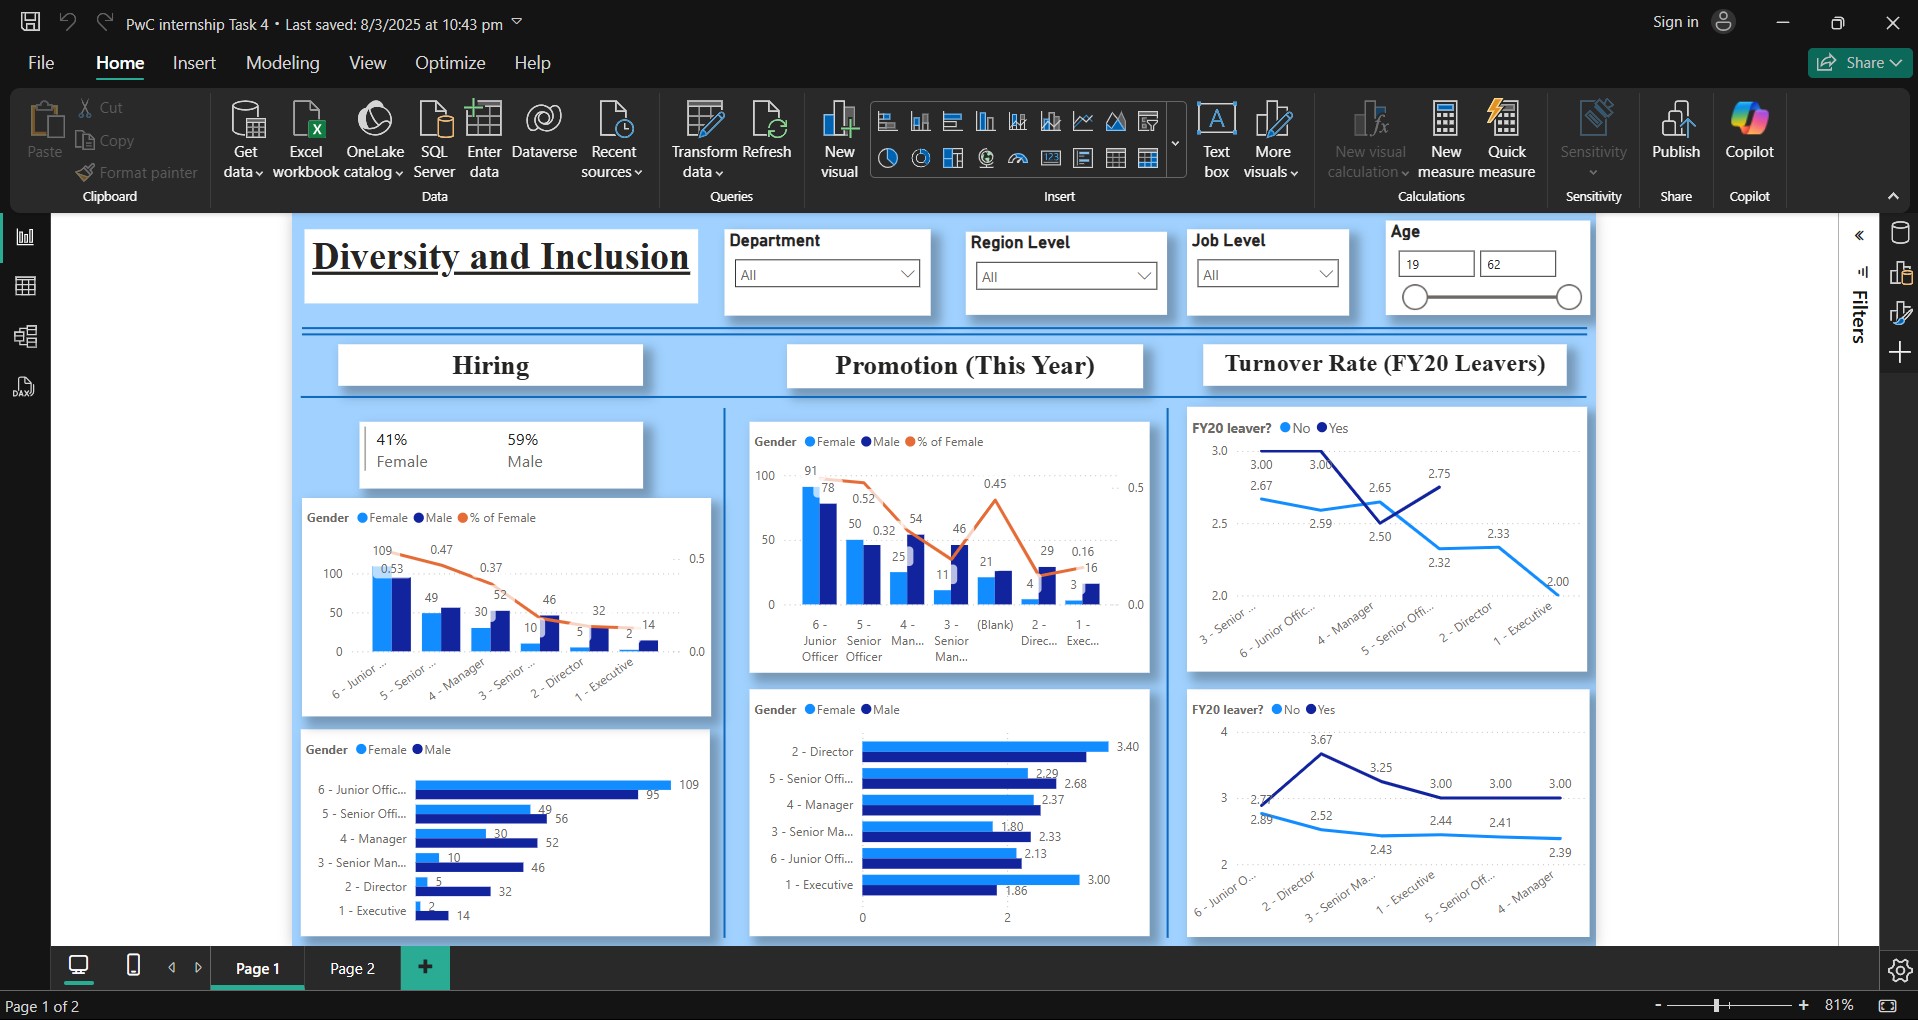 PwC internship Task 4 • Last saved: 8/3/2025 at 10:43 pm
Sign in
File Home Insert Modeling View Optimize Help
Share
Paste
Cut
Copy
Format painter
Clipboard
Get data
Excel workbook
OneLake catalog
SQL Server
Enter data
Dataverse
Recent sources
Data
Transform data
Refresh
Queries
New visual
Text box
More visuals
Insert
New visual calculation
New measure
Quick measure
Calculations
Sensitivity
Sensitivity
Publish
Share
Copilot
Copilot
Diversity and Inclusion
Department
All
Region Level
All
Job Level
All
Age
19 62
Filters
Hiring
Promotion (This Year)
Turnover Rate (FY20 Leavers)
41% 59%
Female Male
Gender Female Male % of Female
109 0.47
0.53 0.37
49 30 52 10 46 5 32 2 14
100
50
0
0.5
0.0
6 - Junior ...
5 - Senior ...
4 - Manager
3 - Senior ...
2 - Director
1 - Executive
Gender Female Male
6 - Junior Offic... 109 95
5 - Senior Offi... 49 56
4 - Manager 30 52
3 - Senior Man... 10 46
2 - Director 5 32
1 - Executive 2 14
Gender Female Male % of Female
100
50
0
0.5
0.0
91 78 0.52 50 0.32 25 54 11 46 0.45 21 4 29 0.16 3 16
6 - Junior Officer
5 - Senior Officer
4 - Man...
3 - Senior Man...
(Blank)
2 - Direc...
1 - Exec...
Gender Female Male
2 - Director 3.40
5 - Senior Offi... 2.29 2.68
4 - Manager 2.37
3 - Senior Ma... 1.80 2.33
6 - Junior Offi... 2.13
1 - Executive 3.00 1.86
0 2
FY20 leaver? No Yes
3.0
2.5
2.0
3.00 3.00 2.50 2.75
2.67 2.59 2.65 2.32 2.33 2.00
3 - Senior ...
6 - Junior Offic...
4 - Manager
5 - Senior Offi...
2 - Director
1 - Executive
FY20 leaver? No Yes
4
3
2
2.77 3.67 3.25 3.00 3.00 3.00
2.89 2.52 2.43 2.44 2.41 2.39
6 - Junior O...
2 - Director
3 - Senior Ma...
1 - Executive
5 - Senior Off...
4 - Manager
DAX
Page 1 Page 2 +
Page 1 of 2
- + 81%